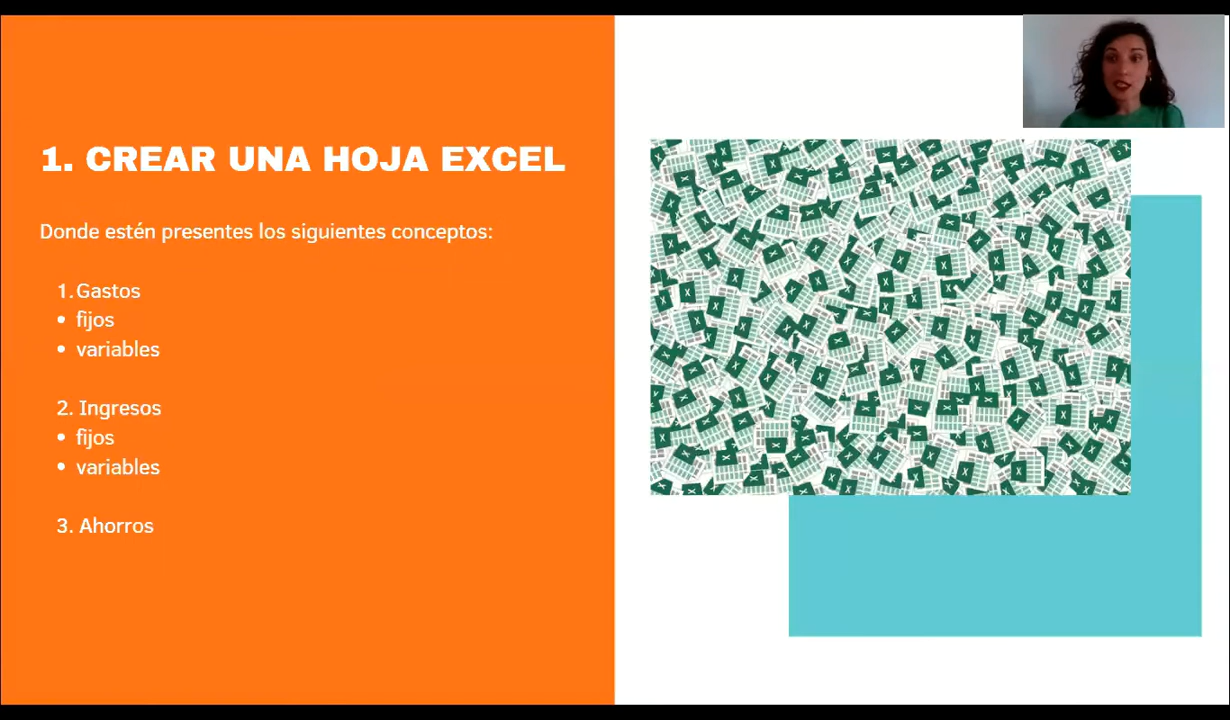 1. CREAR UNA HOJA EXCEL
Donde estén presentes los siguientes conceptos:
1. Gastos
• fijos
• variables
2. Ingresos
• fijos
• variables
3. Ahorros